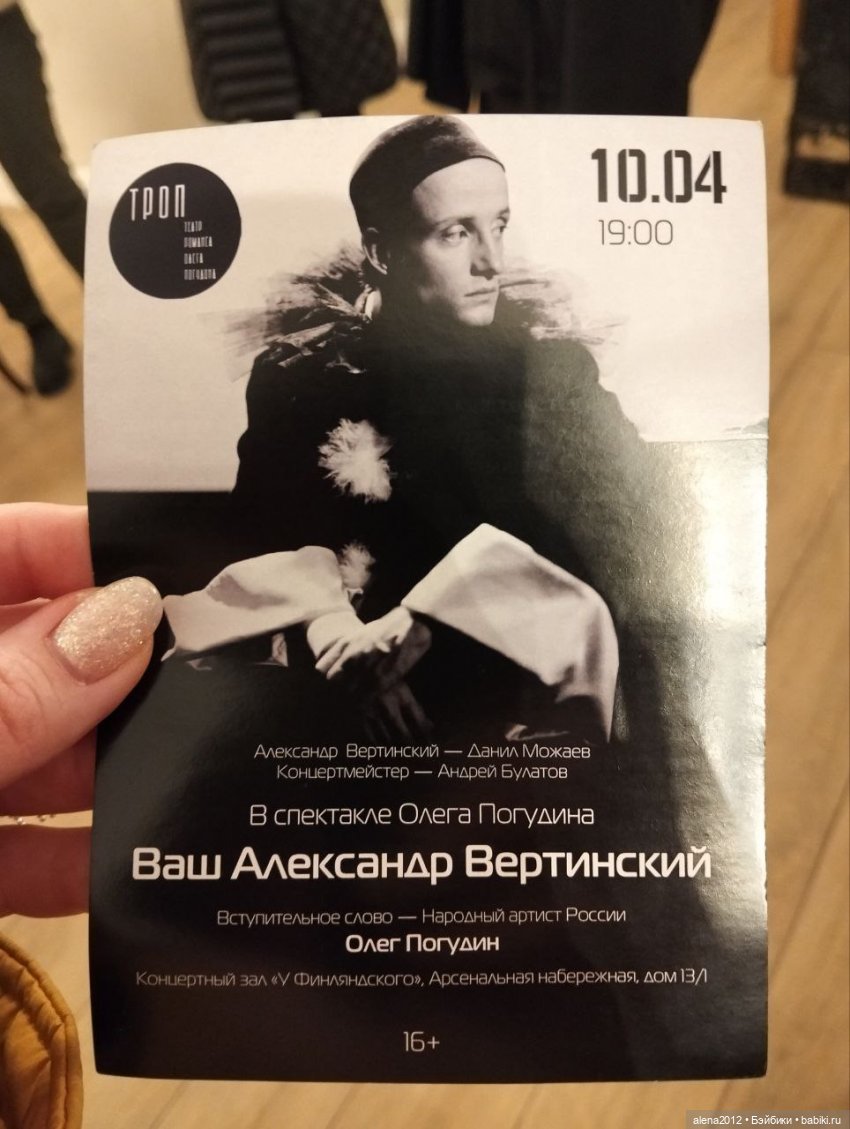 ТРОП
ТЕАТР
РОМАНСА
ОЛЕГА
ПОГУДИНА
10.04
19:00
Александр Вертинский — Данил Можаев
Концертмейстер — Андрей Булатов
В спектакле Олега Погудина
Ваш Александр Вертинский
Вступительное слово — Народный артист России
Олег Погудин
Концертный зал «У Финляндского», Арсенальная набережная, дом 13/1
16+
alena2012 • Бэйбики • babiki.ru